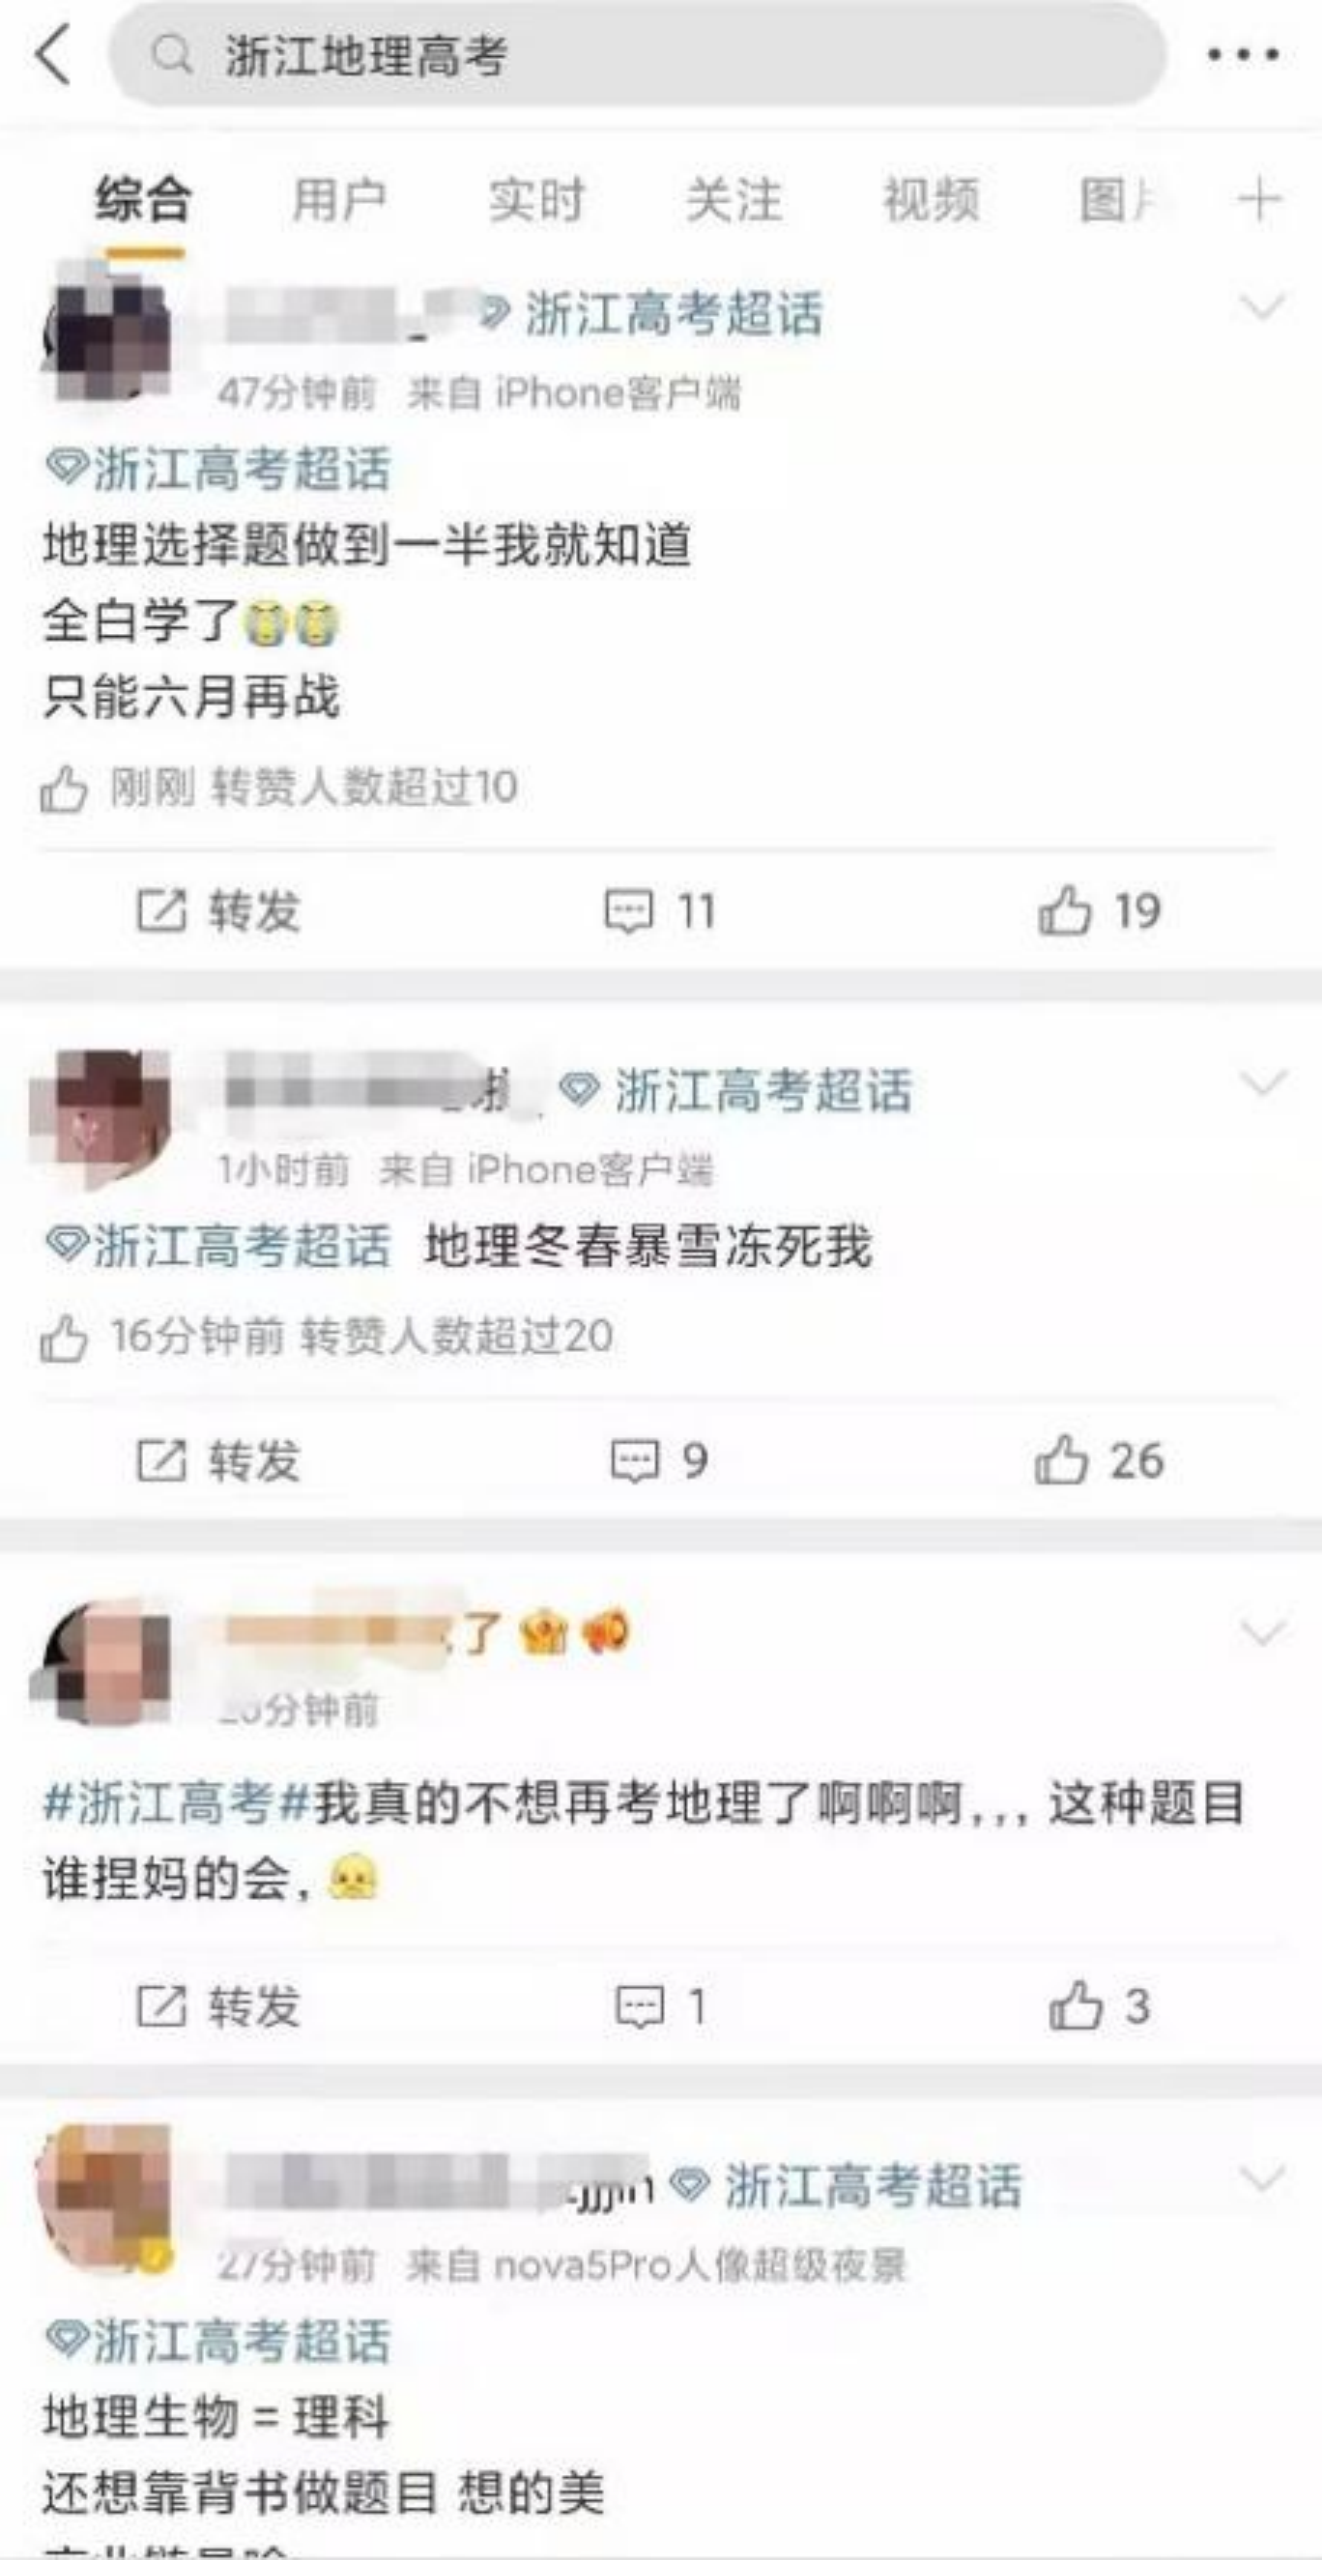 浙江地理高考
综合 用户 实时 关注 视频 图片
浙江高考超话
47分钟前 来自 iPhone客户端
浙江高考超话
地理选择题做到一半我就知道
全白学了😭😭
只能六月再战
刚刚 转赞人数超过10
转发 11 19
浙江高考超话
1小时前 来自 iPhone客户端
浙江高考超话 地理冬春暴雪冻死我
16分钟前 转赞人数超过20
转发 9 26
了
分钟前
#浙江高考#我真的不想再考地理了啊啊啊,,, 这种题目
谁捏妈的会,
转发 1 3
浙江高考超话
27分钟前 来自 nova5Pro人像超级夜景
浙江高考超话
地理生物 = 理科
还想靠背书做题目 想的美